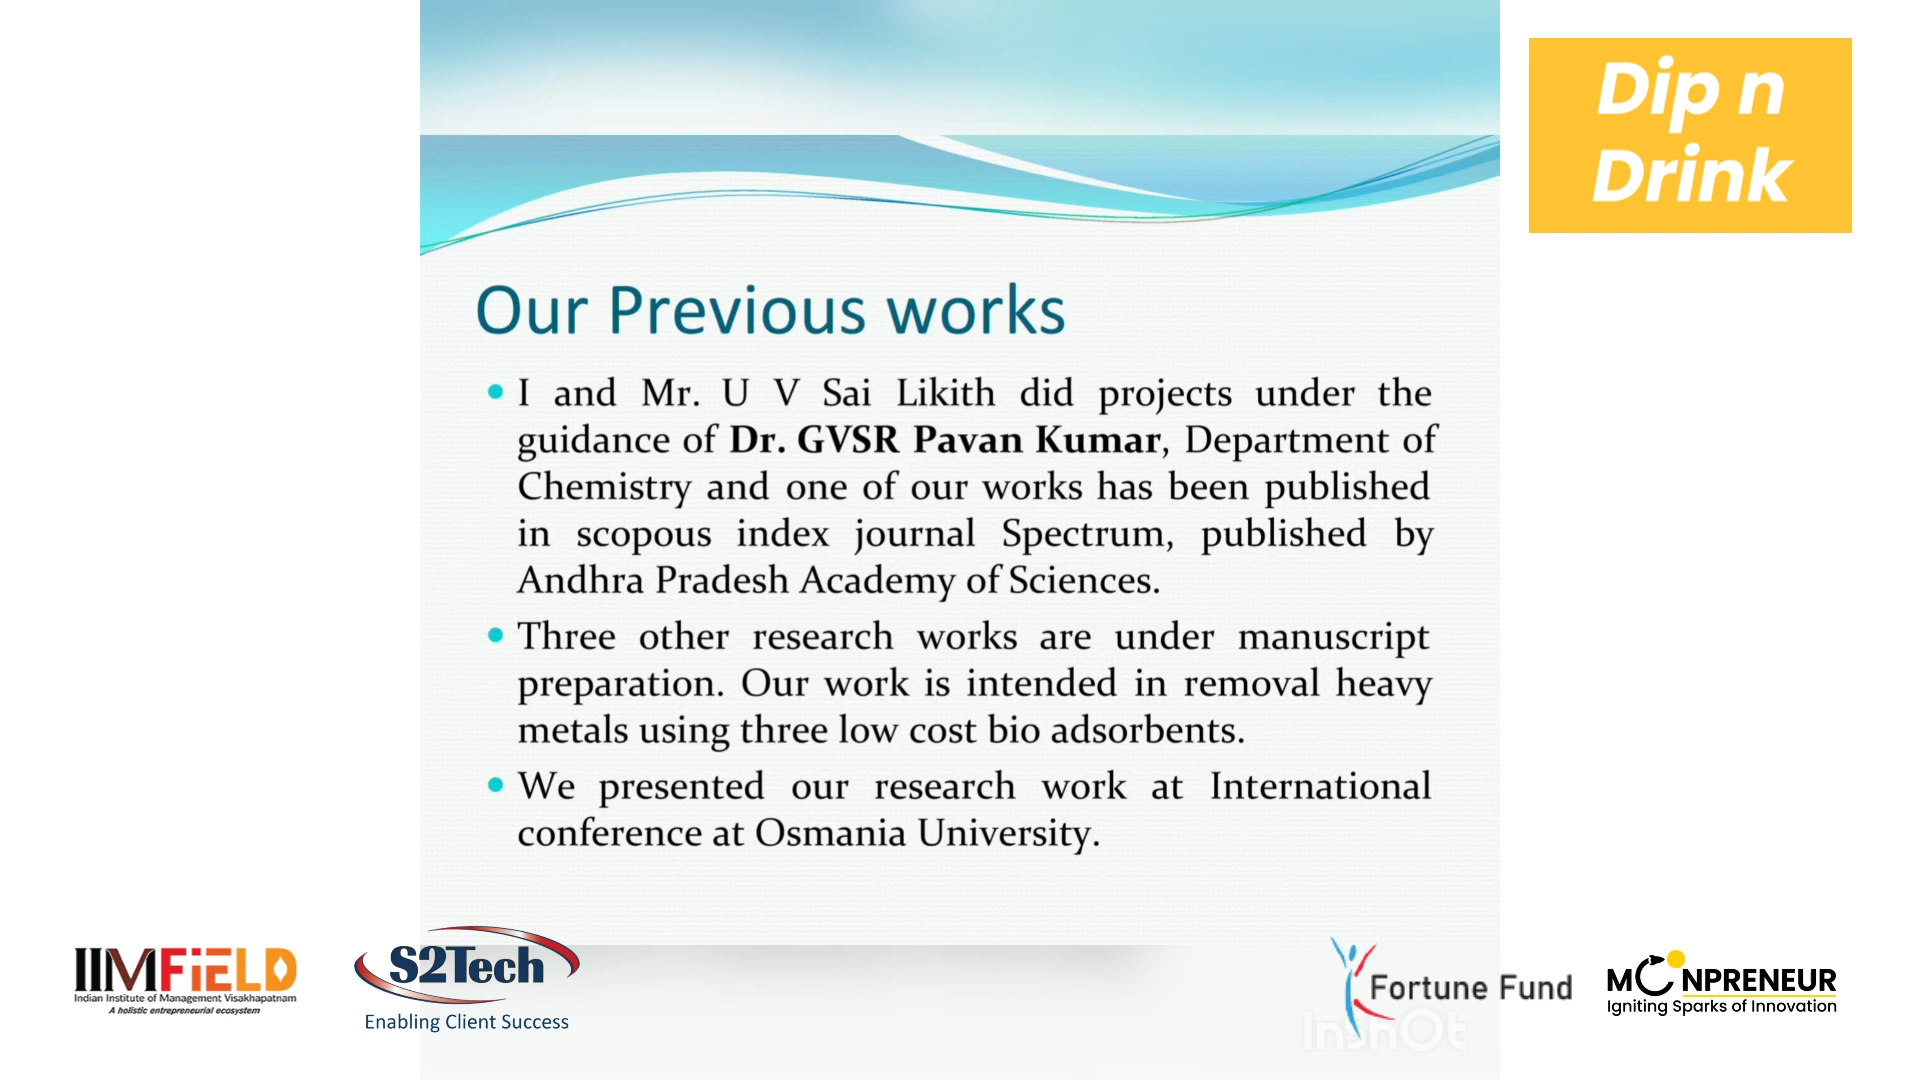 Dip n
Drink
Our Previous works
• I and Mr. U V Sai Likith did projects under the
guidance of Dr. GVSR Pavan Kumar, Department of
Chemistry and one of our works has been published
in scopous index journal Spectrum, published by
Andhra Pradesh Academy of Sciences.
• Three other research works are under manuscript
preparation. Our work is intended in removal heavy
metals using three low cost bio adsorbents.
• We presented our research work at International
conference at Osmania University.
IIMFIELD
Indian Institute of Management Visakhapatnam
A holistic entrepreneurial ecosystem
S2Tech
Enabling Client Success
Fortune Fund
InShOt
MOONPRENEUR
Igniting Sparks of Innovation